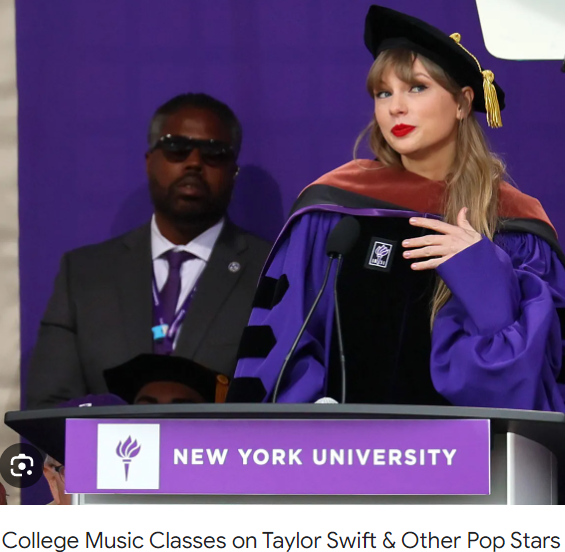 NEW YORK UNIVERSITY
College Music Classes on Taylor Swift & Other Pop Stars